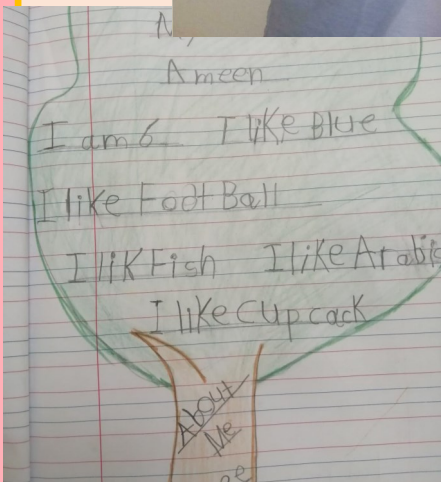 Ameen
I am 6 I like Blue
I like Foot Ball
I lik Fish I like Arabic
I like Cup cack
About
Me